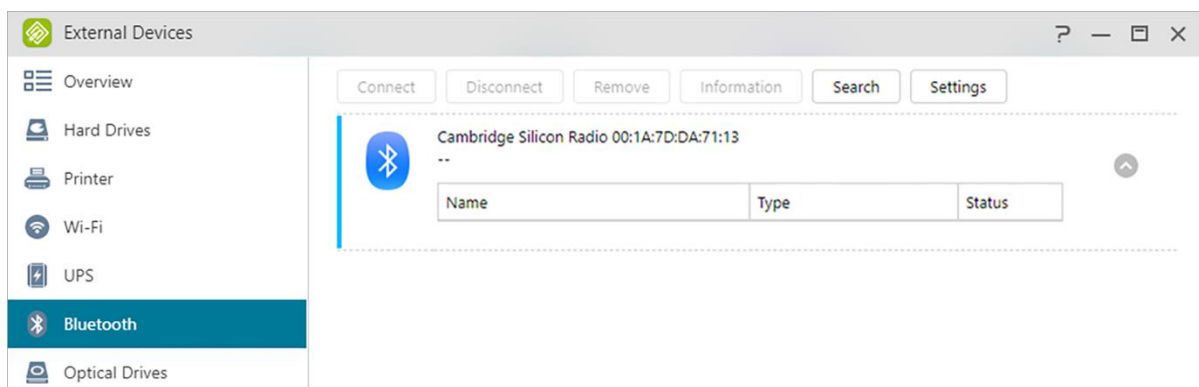 External Devices
Overview
Hard Drives
Printer
Wi-Fi
UPS
Bluetooth
Optical Drives
Connect Disconnect Remove Information Search Settings
Cambridge Silicon Radio 00:1A:7D:DA:71:13
--
Name Type Status